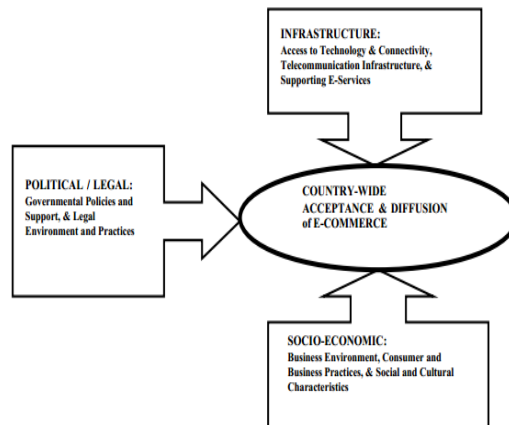 INFRASTRUCTURE:
Access to Technology & Connectivity,
Telecommunication Infrastructure, &
Supporting E-Services
POLITICAL / LEGAL:
Governmental Policies and
Support, & Legal
Environment and Practices
COUNTRY-WIDE
ACCEPTANCE & DIFFUSION
of E-COMMERCE
SOCIO-ECONOMIC:
Business Environment, Consumer and
Business Practices, & Social and Cultural
Characteristics